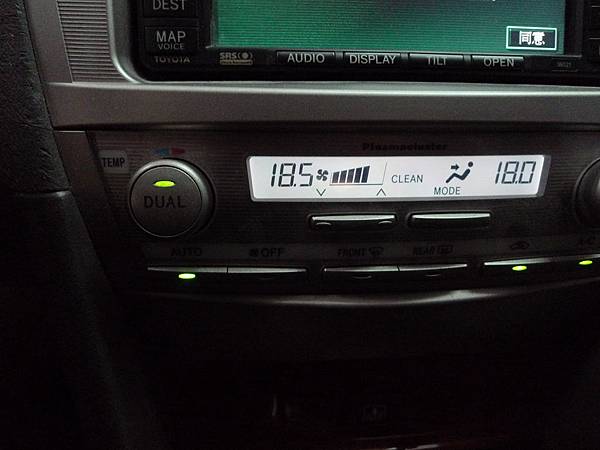 DEST
MAP
VOICE
TOYOTA
SRS
同意
AUDIO
DISPLAY
TILT
OPEN
Plasmacluster
TEMP
DUAL
18.5
CLEAN
MODE
18.0
AUTO
OFF
FRONT
REAR
A/C